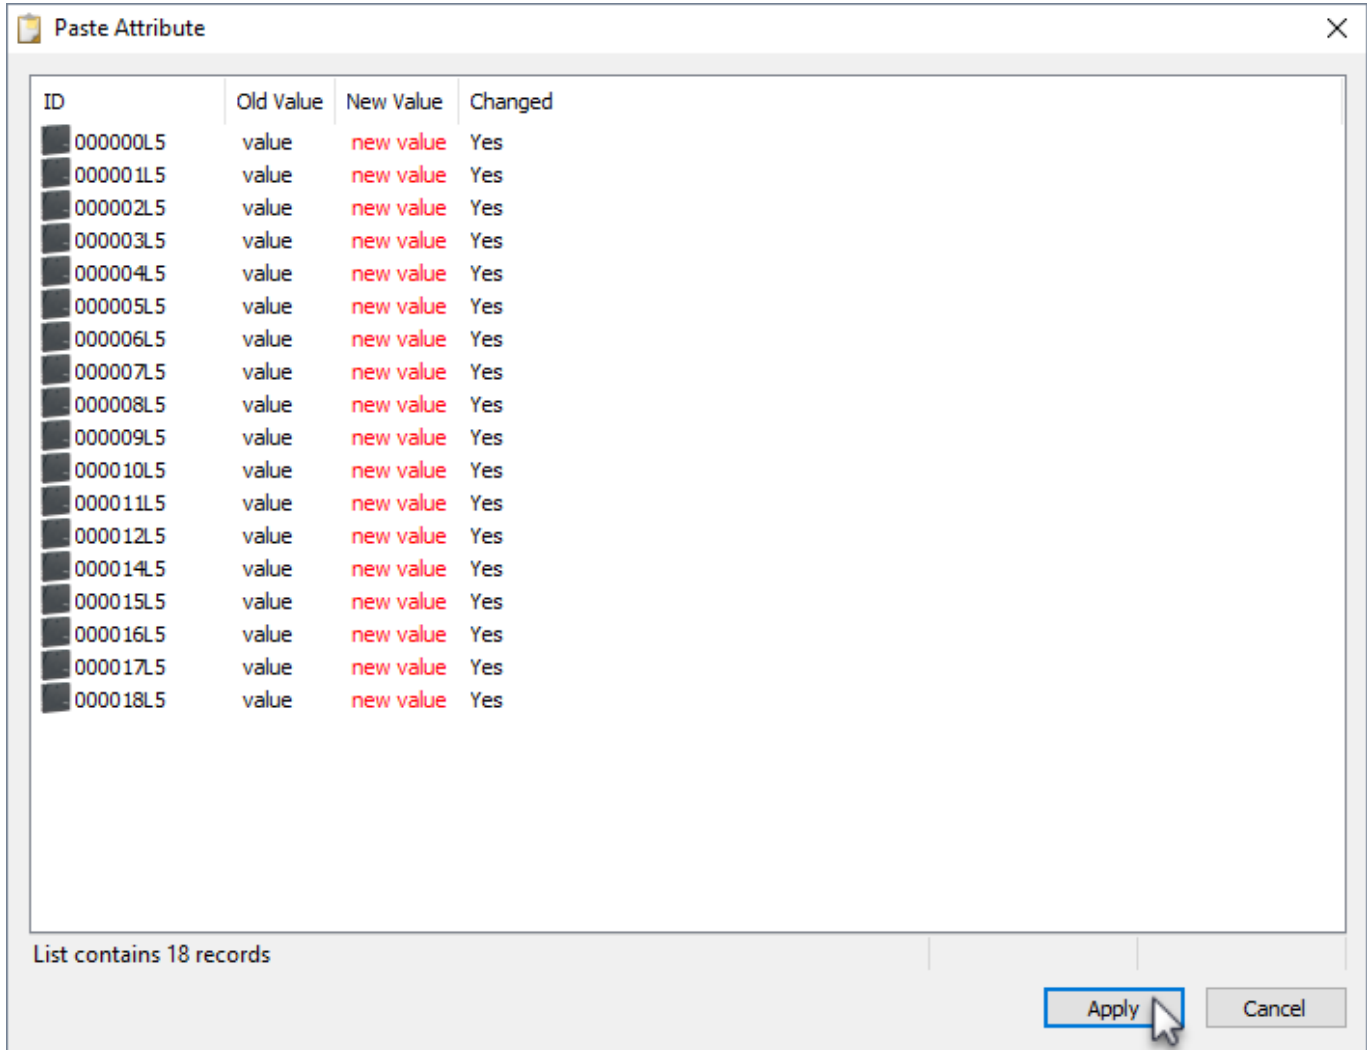 Paste Attribute
ID Old Value New Value Changed
000000L5 value new value Yes
000001L5 value new value Yes
000002L5 value new value Yes
000003L5 value new value Yes
000004L5 value new value Yes
000005L5 value new value Yes
000006L5 value new value Yes
000007L5 value new value Yes
000008L5 value new value Yes
000009L5 value new value Yes
000010L5 value new value Yes
000011L5 value new value Yes
000012L5 value new value Yes
000014L5 value new value Yes
000015L5 value new value Yes
000016L5 value new value Yes
000017L5 value new value Yes
000018L5 value new value Yes
List contains 18 records
Apply Cancel